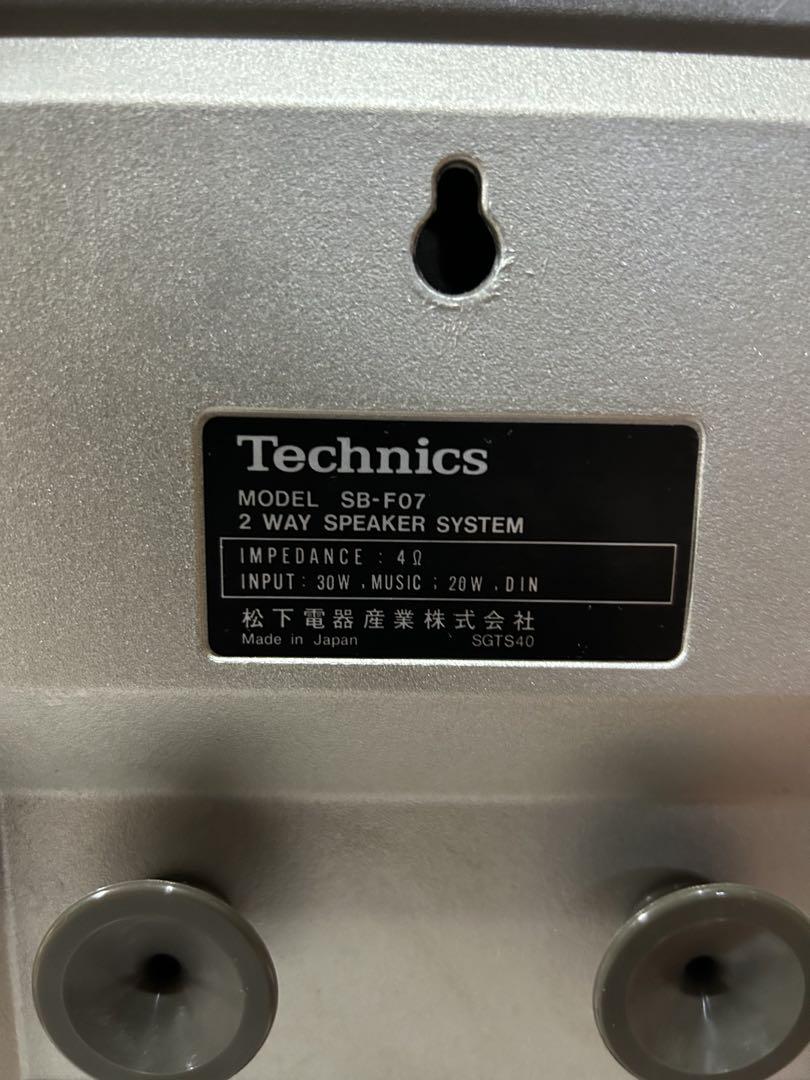 Technics
MODEL SB-F07
2 WAY SPEAKER SYSTEM
IMPEDANCE : 4Ω
INPUT : 30W , MUSIC ; 20W , DIN
松下電器産業株式会社
Made in Japan SGTS40